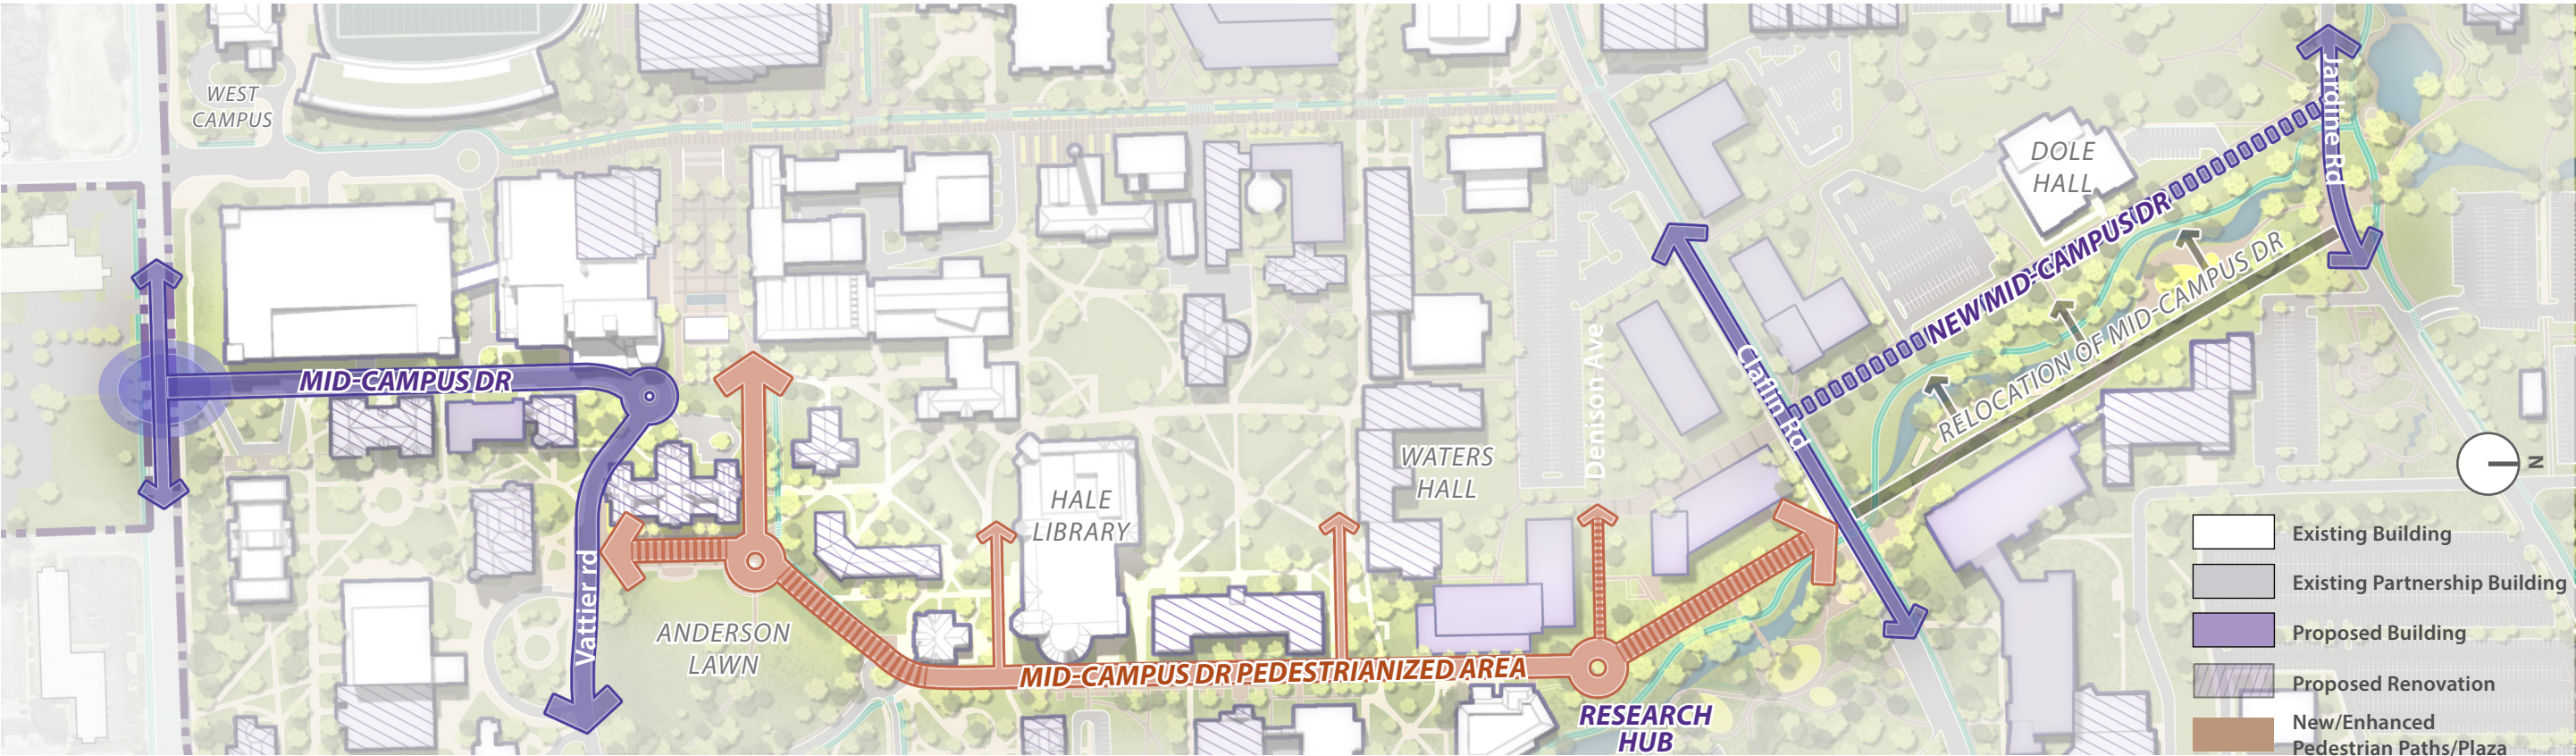 WEST
CAMPUS
MID-CAMPUS DR
Vattier rd
ANDERSON
LAWN
HALE
LIBRARY
MID-CAMPUS DR PEDESTRIANIZED AREA
WATERS
HALL
Denison Ave
RESEARCH
HUB
Claflin Rd
NEW MID-CAMPUS DR
RELOCATION OF MID-CAMPUS DR
DOLE
HALL
Jardine Rd
N
Existing Building
Existing Partnership Building
Proposed Building
Proposed Renovation
New/Enhanced
Pedestrian Paths/Plaza